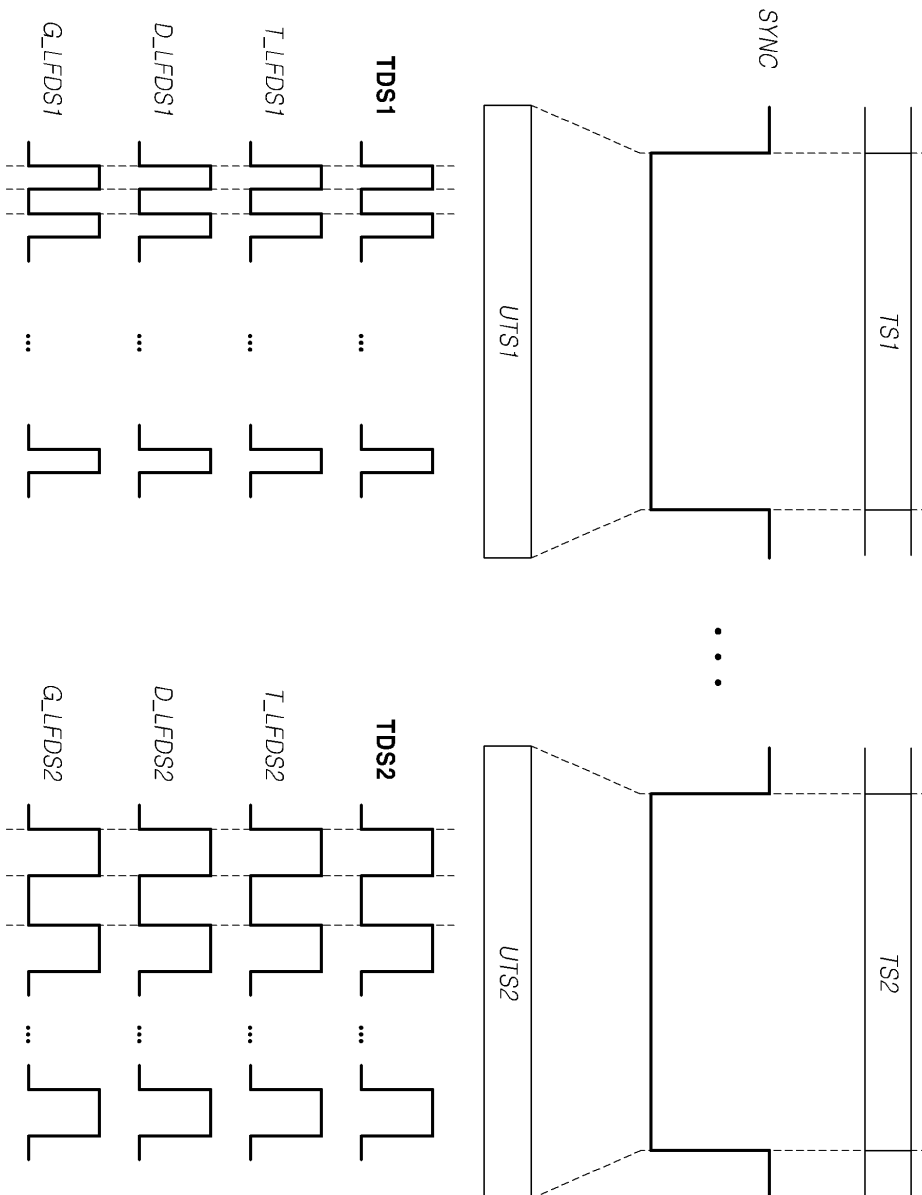 TS1
TS2
SYNC
...
UTS1
UTS2
TDS1
...
TDS2
...
T_LFDS1
...
T_LFDS2
...
D_LFDS1
...
D_LFDS2
...
G_LFDS1
...
G_LFDS2
...